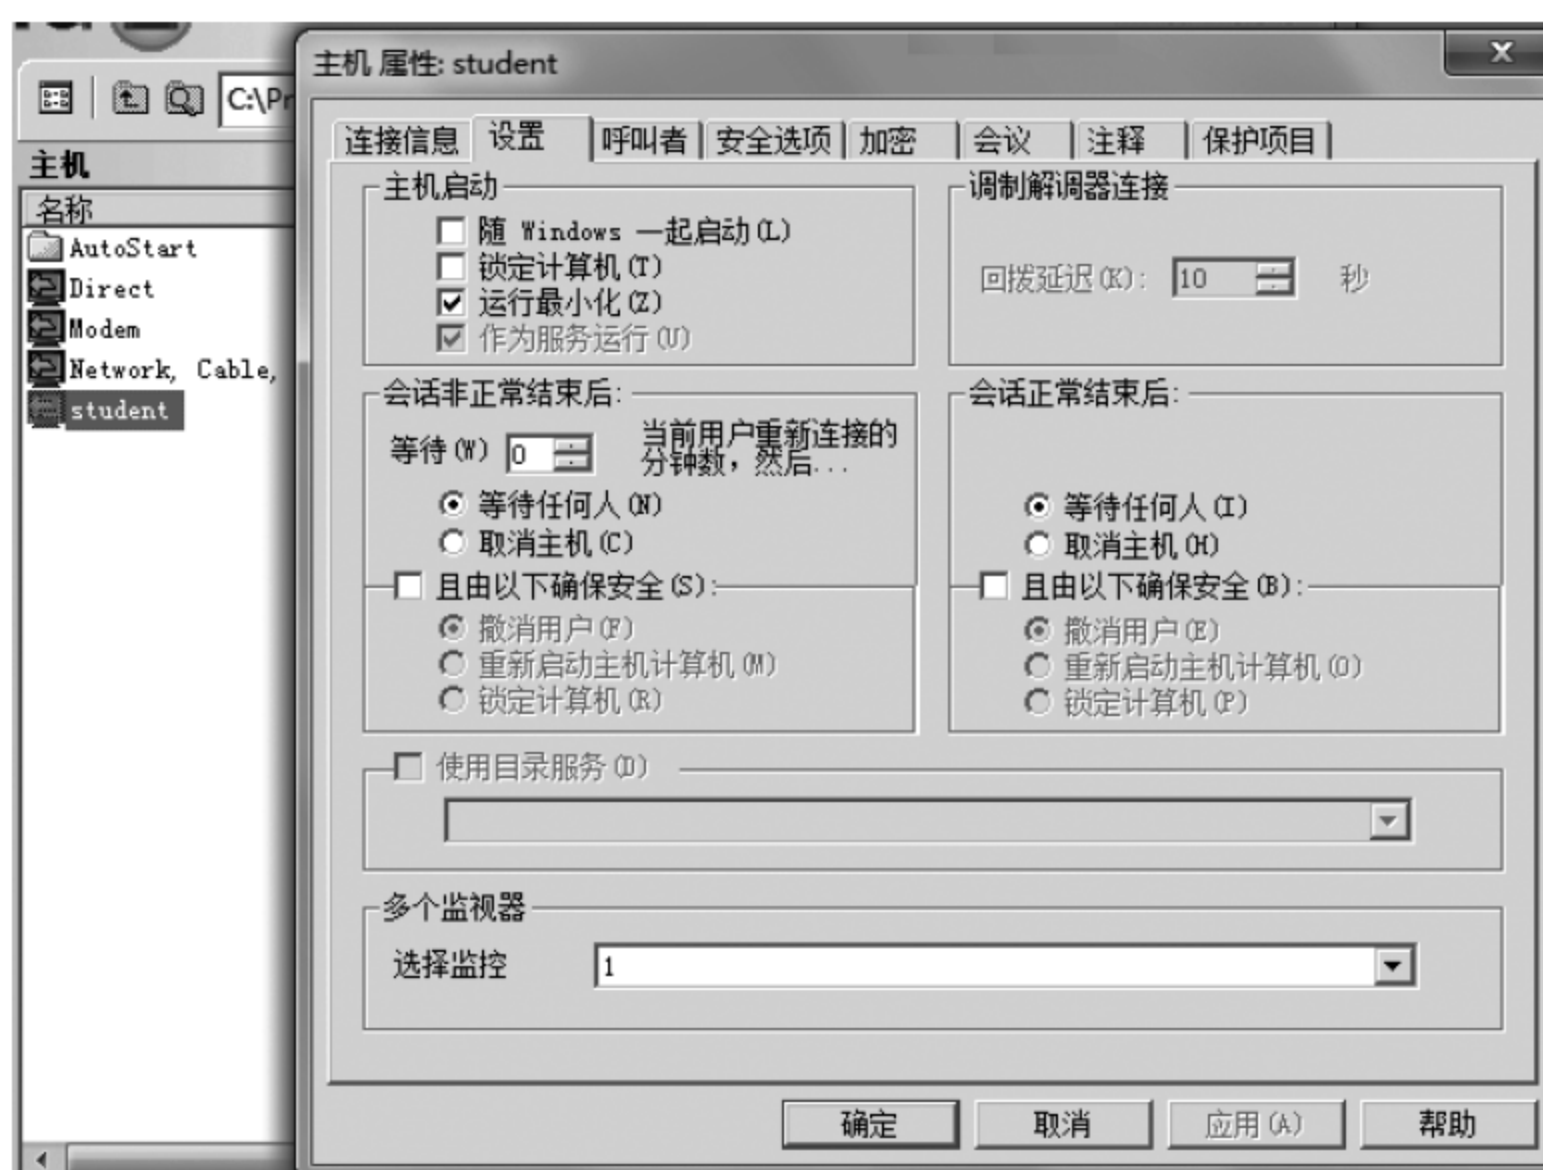 主机 属性: student
C:\Pr
连接信息 设置 呼叫者 安全选项 加密 会议 注释 保护项目
主机
名称
AutoStart
Direct
Modem
Network, Cable,
student
主机启动
随 Windows 一起启动(L)
锁定计算机(T)
运行最小化(Z)
作为服务运行(U)
调制解调器连接
回拨延迟(K): 10 秒
会话非正常结束后:
等待(W) 0 当前用户重新连接的
分钟数，然后...
等待任何人(N)
取消主机(C)
且由以下确保安全(S):
撤消用户(F)
重新启动主机计算机(M)
锁定计算机(R)
会话正常结束后:
等待任何人(I)
取消主机(H)
且由以下确保安全(B):
撤消用户(E)
重新启动主机计算机(O)
锁定计算机(P)
使用目录服务(D)
多个监视器
选择监控 1
确定 取消 应用(A) 帮助